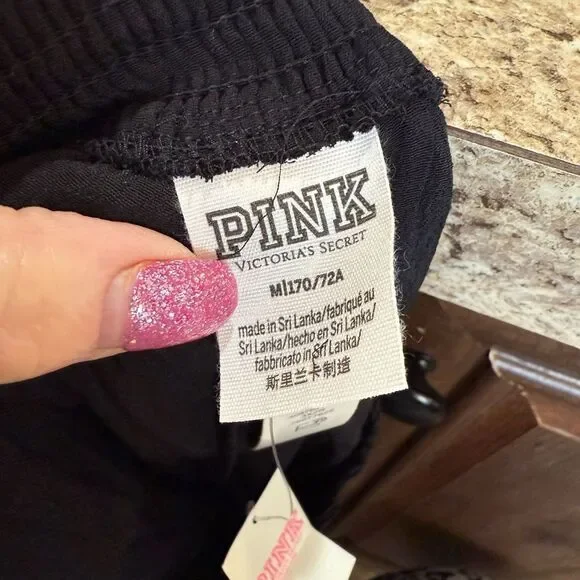 PINK
VICTORIA'S SECRET
M|170/72A
made in Sri Lanka/fabriqué au
Sri Lanka/hecho en Sri Lanka/
fabbricato in Sri Lanka/
斯里兰卡制造
PINK